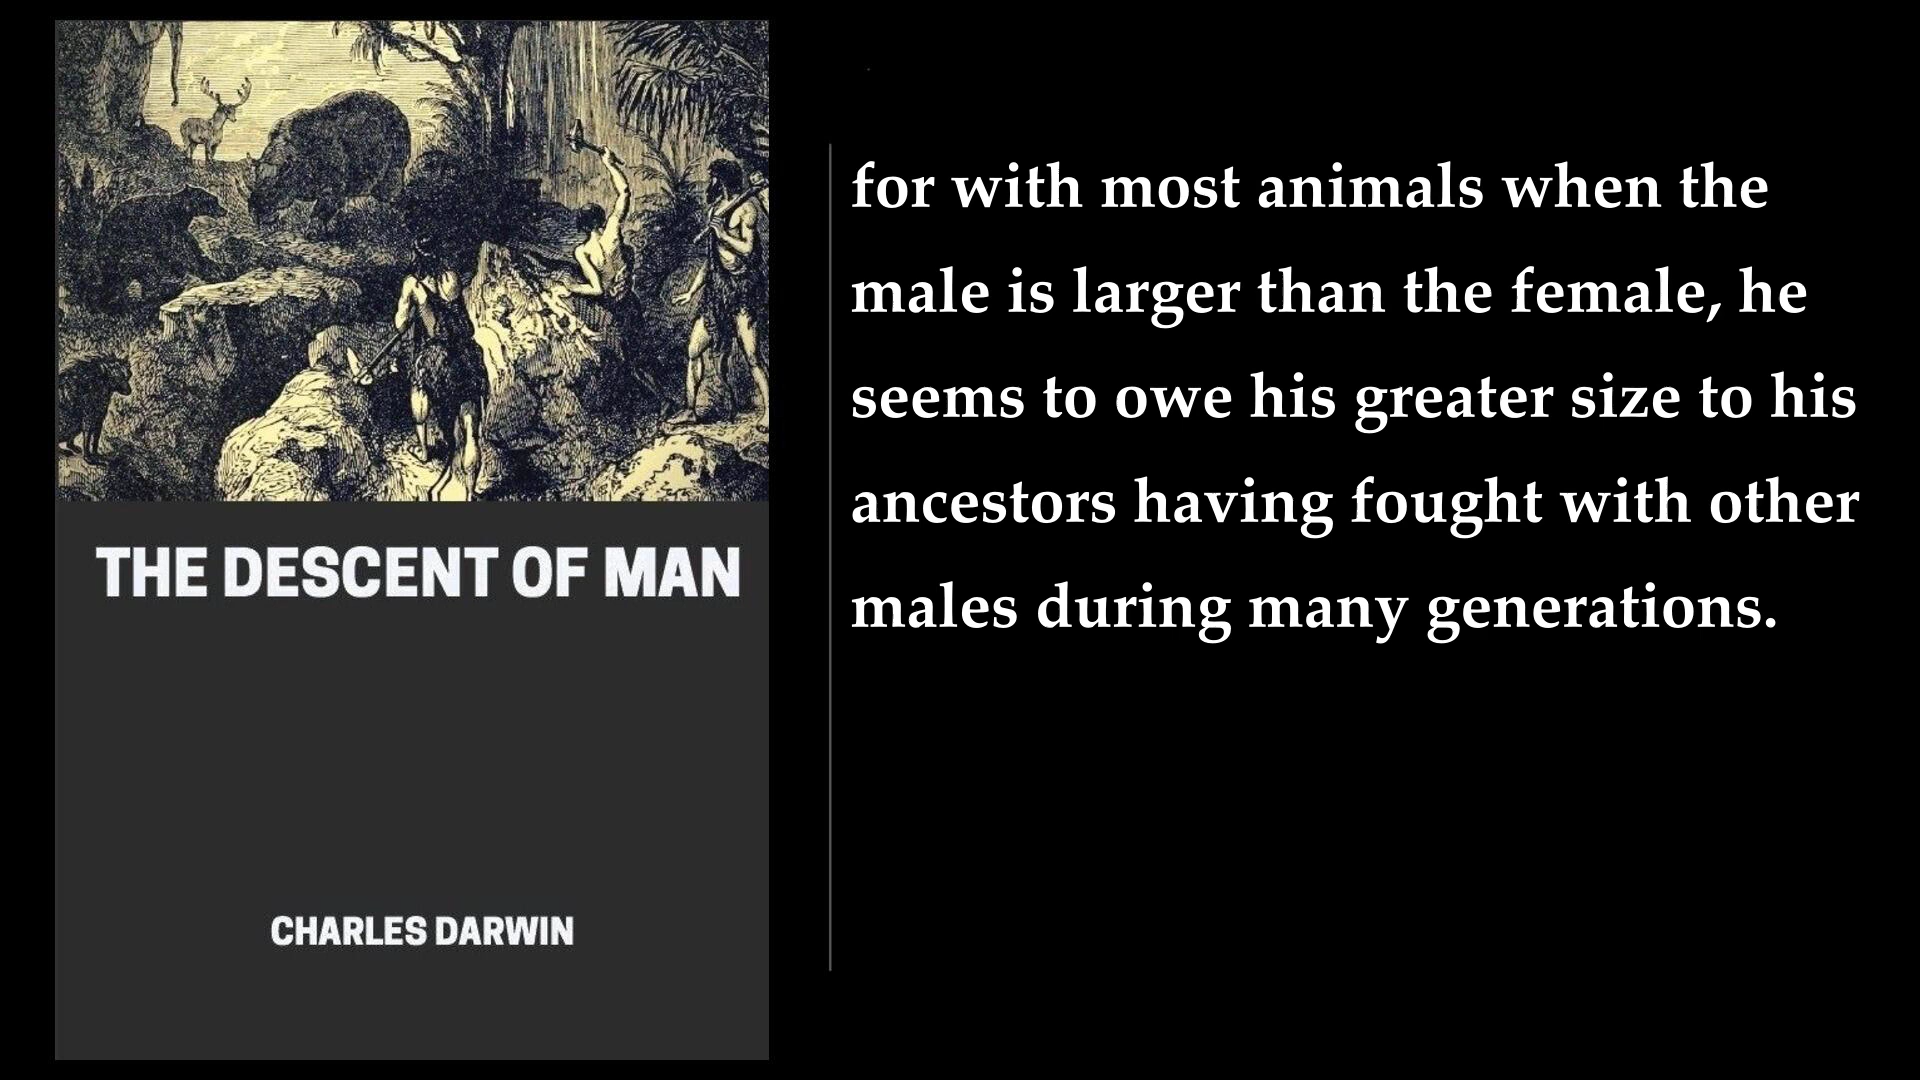 THE DESCENT OF MAN
CHARLES DARWIN
for with most animals when the
male is larger than the female, he
seems to owe his greater size to his
ancestors having fought with other
males during many generations.